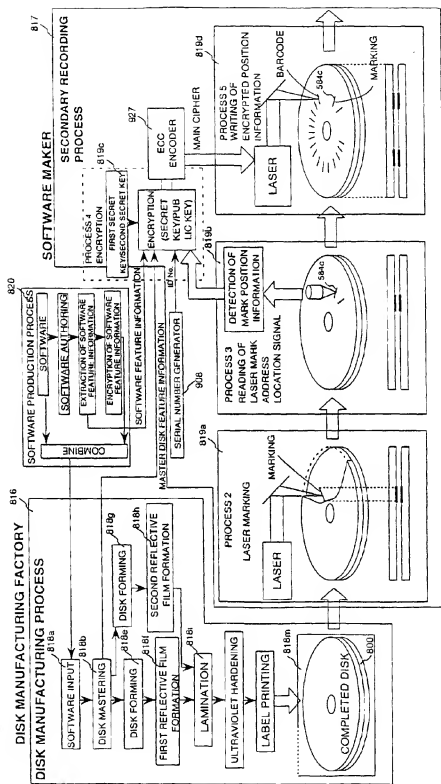 DISK MANUFACTURING FACTORY
816
DISK MANUFACTURING PROCESS
818a
SOFTWARE INPUT
818b
DISK MASTERING
818e
DISK FORMING
818f
FIRST REFLECTIVE FILM
FORMATION
818g
DISK FORMING
818h
SECOND REFLECTIVE
FILM FORMATION
818i
LAMINATION
ULTRAVIOLET HARDENING
LABEL PRINTING
818m
COMPLETED DISK
800
820
SOFTWARE PRODUCTION PROCESS
SOFTWARE
SOFTWARE AUTHORING
EXTRACTION OF SOFTWARE
FEATURE INFORMATION
ENCRYPTION OF SOFTWARE
FEATURE INFORMATION
COMBINE
SOFTWARE FEATURE INFORMATION
MASTER DISK FEATURE INFORMATION
SERIAL NUMBER GENERATOR
908
ID No.
SOFTWARE MAKER
817
SECONDARY RECORDING
PROCESS
819c
PROCESS 4
ENCRYPTION
FIRST SECRET
KEY/SECOND SECRET KEY
ENCRYPTION
(SECRET
KEY/PUB
LIC KEY)
927
ECC
ENCODER
MAIN CIPHER
819a
PROCESS 2
LASER MARKING
LASER
MARKING
819b
PROCESS 3
READING OF
LASER MARK
ADDRESS
LOCATION SIGNAL
DETECTION OF
MARK POSITION
INFORMATION
584c
819d
PROCESS 5
WRITING OF
ENCRYPTED POSITION
INFORMATION
LASER
BARCODE
584c
MARKING